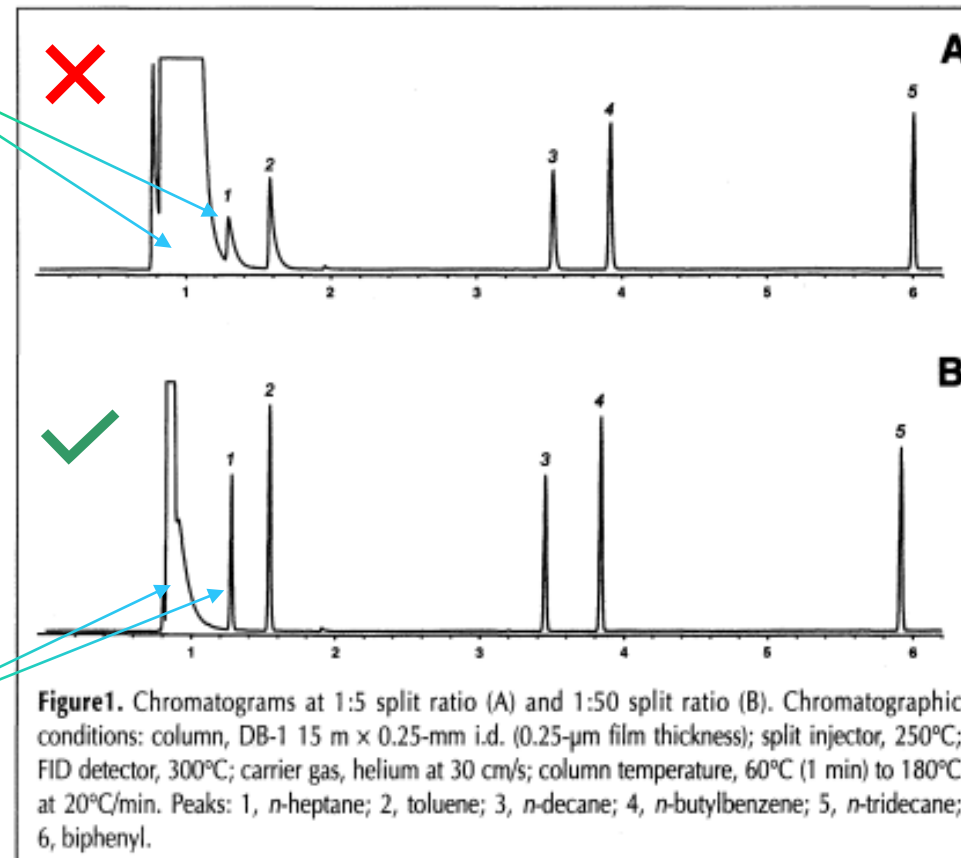 A
1
2
3
4
5
1 2 3 4 5 6
B
1
2
3
4
5
1 2 3 4 5 6
Figure1. Chromatograms at 1:5 split ratio (A) and 1:50 split ratio (B). Chromatographic
conditions: column, DB-1 15 m × 0.25-mm i.d. (0.25-µm film thickness); split injector, 250°C;
FID detector, 300°C; carrier gas, helium at 30 cm/s; column temperature, 60°C (1 min) to 180°C
at 20°C/min. Peaks: 1, n-heptane; 2, toluene; 3, n-decane; 4, n-butylbenzene; 5, n-tridecane;
6, biphenyl.